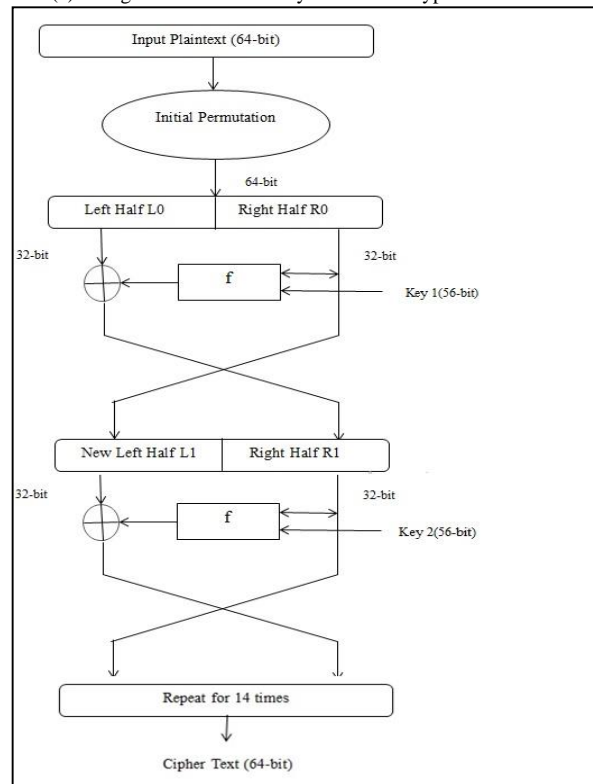 Input Plaintext (64-bit)
Initial Permutation
64-bit
Left Half L0 Right Half R0
32-bit 32-bit
f
Key 1(56-bit)
New Left Half L1 Right Half R1
32-bit 32-bit
f
Key 2(56-bit)
Repeat for 14 times
Cipher Text (64-bit)